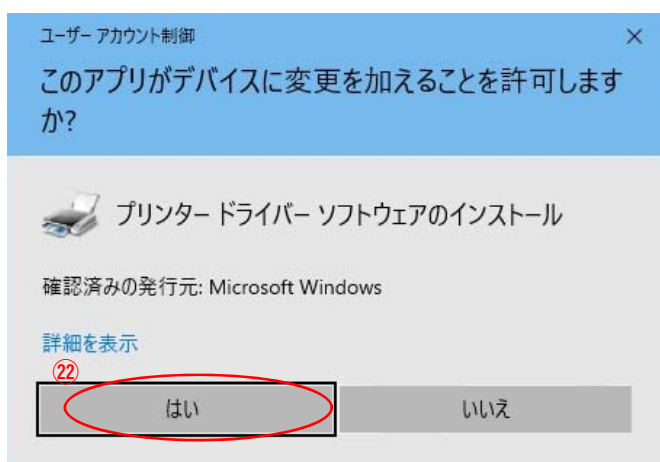 ユーザー アカウント制御
このアプリがデバイスに変更を加えることを許可します
か?
プリンター ドライバー ソフトウェアのインストール
確認済みの発行元: Microsoft Windows
詳細を表示
㉒
はい いいえ